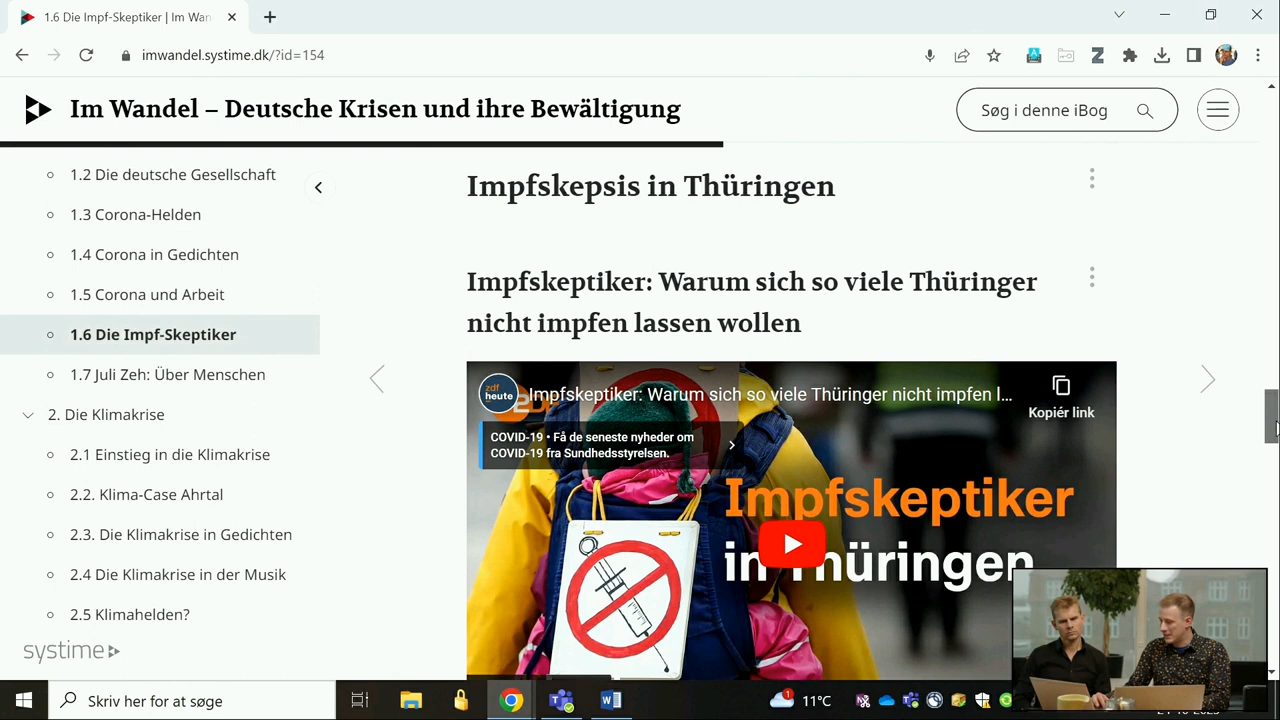 1.6 Die Impf-Skeptiker | Im Wan
imwandel.systime.dk/?id=154
Im Wandel – Deutsche Krisen und ihre Bewältigung
Søg i denne iBog
1.2 Die deutsche Gesellschaft
1.3 Corona-Helden
1.4 Corona in Gedichten
1.5 Corona und Arbeit
1.6 Die Impf-Skeptiker
1.7 Juli Zeh: Über Menschen
2. Die Klimakrise
2.1 Einstieg in die Klimakrise
2.2. Klima-Case Ahrtal
2.3. Die Klimakrise in Gedichten
2.4 Die Klimakrise in der Musik
2.5 Klimahelden?
systime
Impfskepsis in Thüringen
Impfskeptiker: Warum sich so viele Thüringer
nicht impfen lassen wollen
zdf
heute
Impfskeptiker: Warum sich so viele Thüringer nicht impfen l...
Kopiér link
COVID-19 • Få de seneste nyheder om
COVID-19 fra Sundhedsstyrelsen.
Impfskeptiker
in Thüringen
Skriv her for at søge
11°C